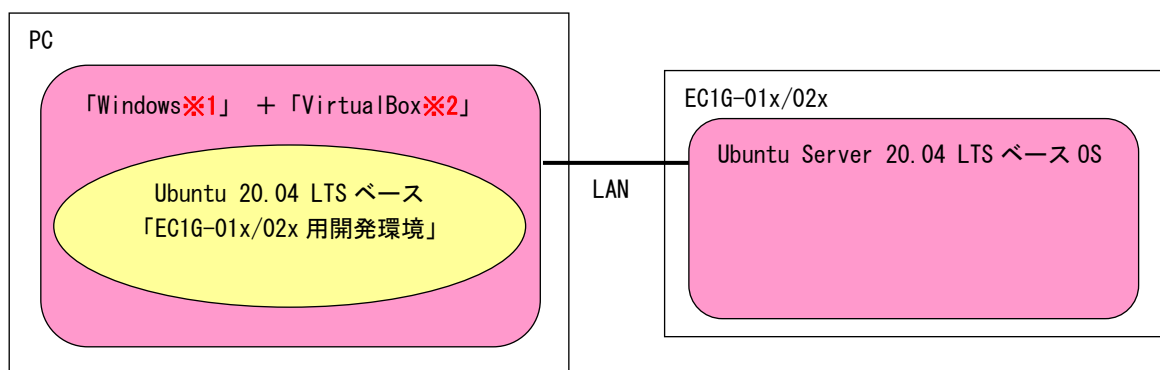 PC
「Windows※1」 +「VirtualBox※2」
Ubuntu 20.04 LTS ベース
「EC1G-01x/02x 用開発環境」
LAN
EC1G-01x/02x
Ubuntu Server 20.04 LTS ベース OS